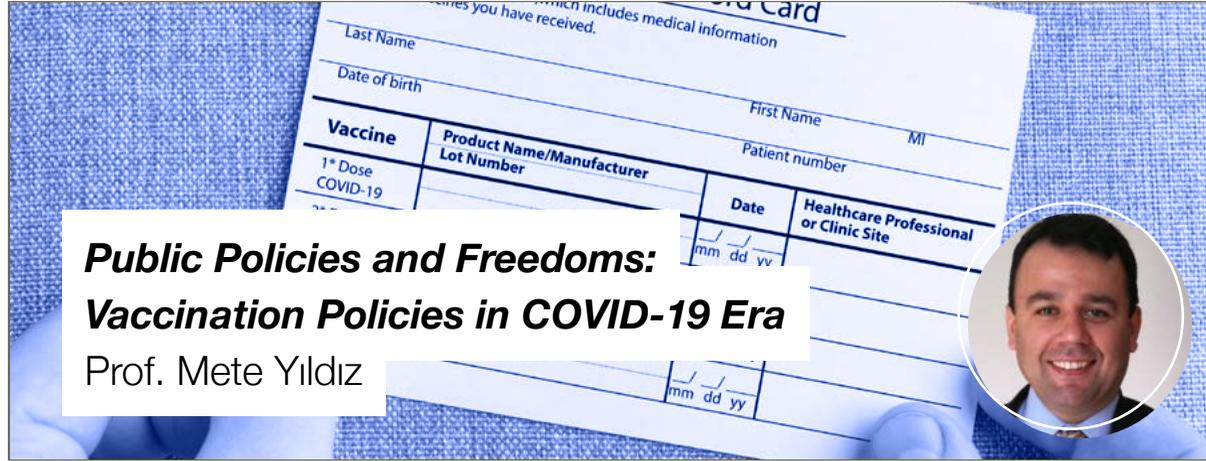 ord Card
which includes medical information
you have received.
Last Name
First Name
MI
Date of birth
Patient number
Vaccine
Product Name/Manufacturer
Lot Number
Date
Healthcare Professional
or Clinic Site
1ˢᵗ Dose
COVID-19
mm dd yy
Public Policies and Freedoms:
Vaccination Policies in COVID-19 Era
Prof. Mete Yıldız
mm dd yy